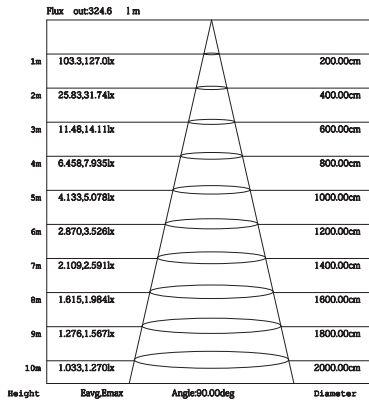 Flux out:324.6 lm
1m 103.3,127.0lx 200.00cm
2m 25.83,31.74lx 400.00cm
3m 11.48,14.11lx 600.00cm
4m 6.458,7.935lx 800.00cm
5m 4.133,5.078lx 1000.00cm
6m 2.870,3.526lx 1200.00cm
7m 2.109,2.591lx 1400.00cm
8m 1.615,1.984lx 1600.00cm
9m 1.276,1.567lx 1800.00cm
10m 1.033,1.270lx 2000.00cm
Height Eavg,Emax Angle:90.00deg Diameter